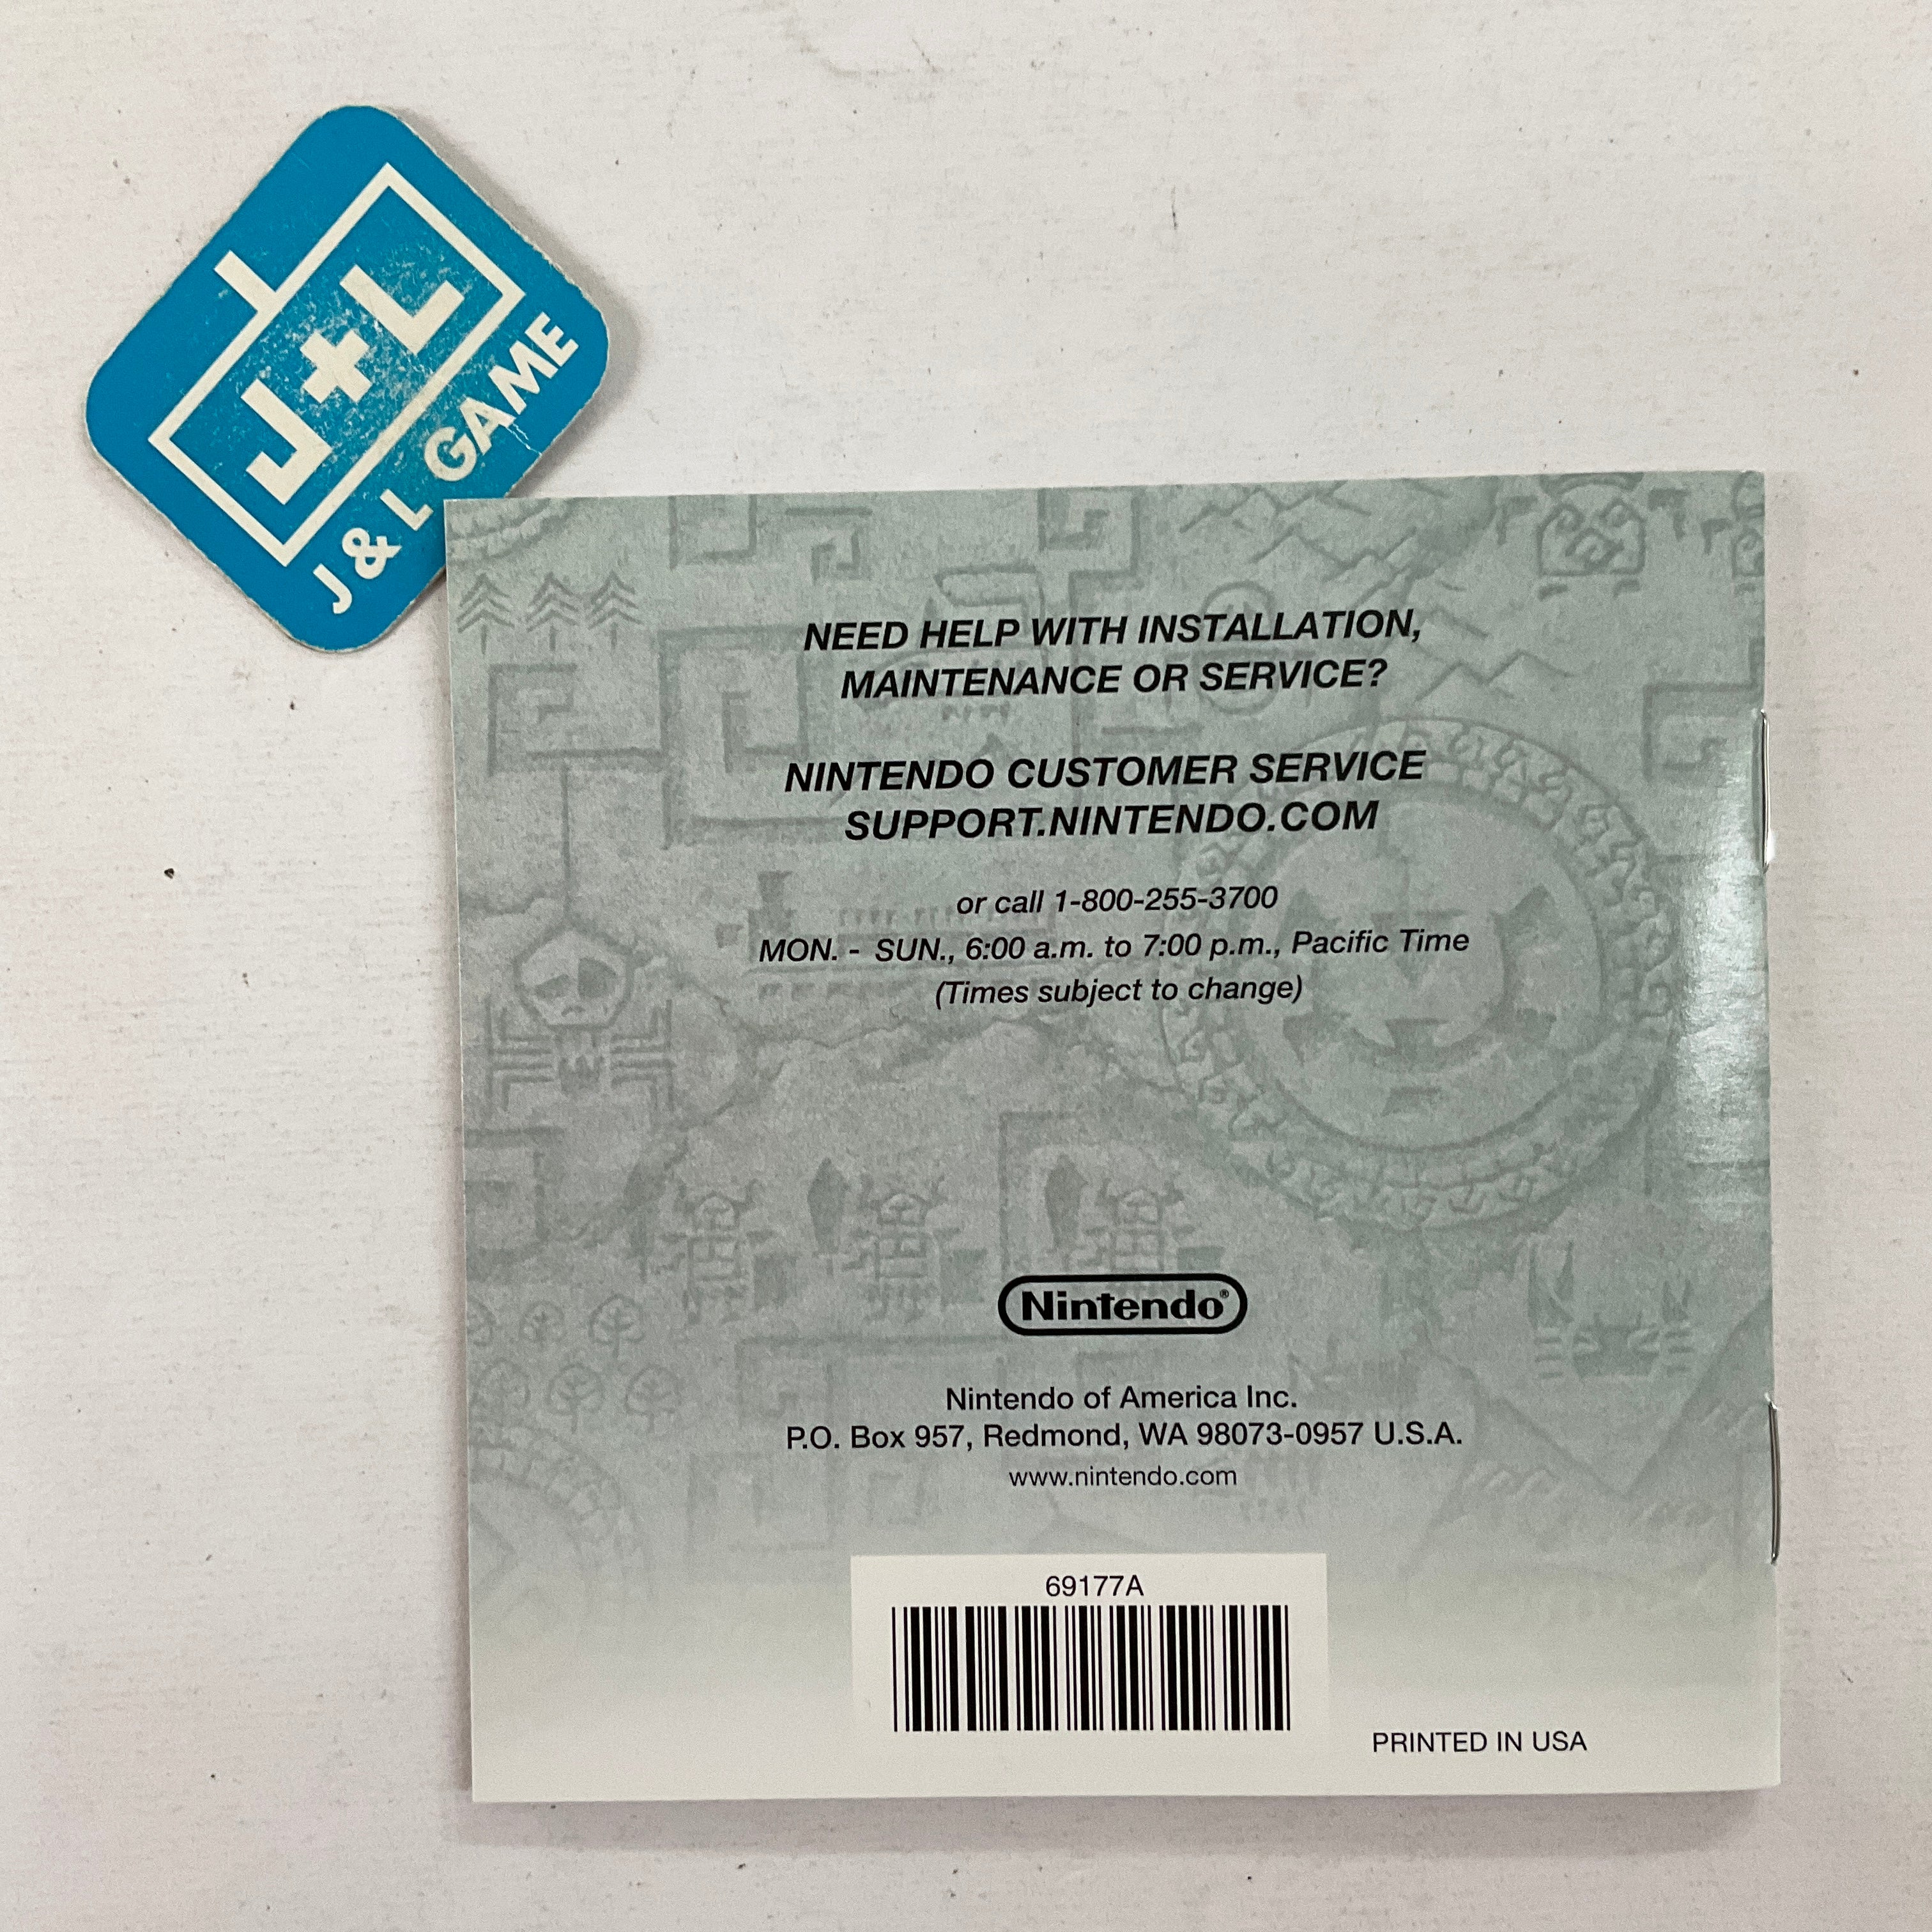 J+L
J & L GAME
NEED HELP WITH INSTALLATION,
MAINTENANCE OR SERVICE?
NINTENDO CUSTOMER SERVICE
SUPPORT.NINTENDO.COM
or call 1-800-255-3700
MON. - SUN., 6:00 a.m. to 7:00 p.m., Pacific Time
(Times subject to change)
Nintendo®
Nintendo of America Inc.
P.O. Box 957, Redmond, WA 98073-0957 U.S.A.
www.nintendo.com
69177A
PRINTED IN USA